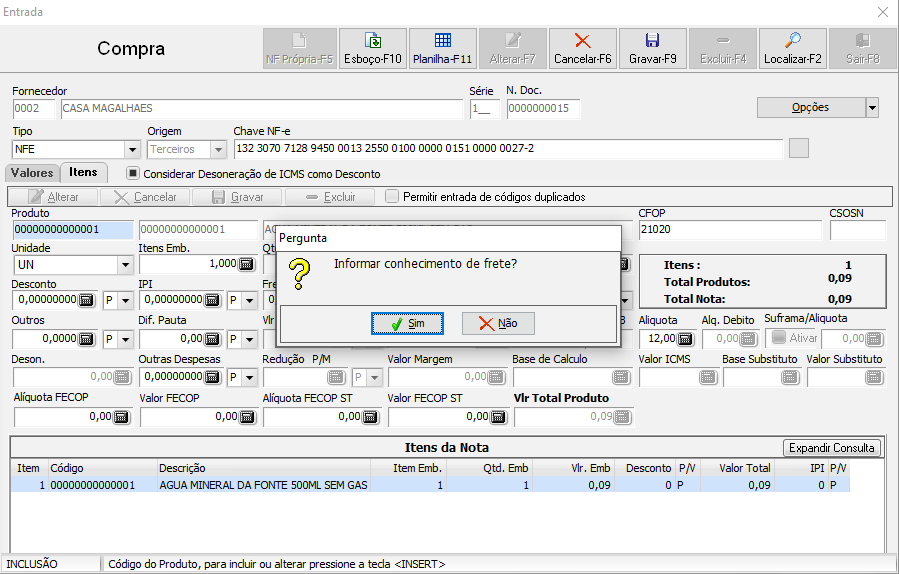 Entrada
Compra
NF Própria-F5 Esboço-F10 Planilha-F11 Alterar-F7 Cancelar-F6 Gravar-F9 Excluir-F4 Localizar-F2 Sair-F8
Fornecedor Série N. Doc.
0002 CASA MAGALHAES 1__ 0000000015 Opções
Tipo Origem Chave NF-e
NFE Terceiros 132 3070 7128 9450 0013 2550 0100 0000 0151 0000 0027-2
Valores Itens Considerar Desoneração de ICMS como Desconto
Alterar Cancelar Gravar Excluir Permitir entrada de códigos duplicados
Produto CFOP CSOSN
00000000000001 00000000000001 21020
Unidade Itens Emb.
UN 1,000
Pergunta
Informar conhecimento de frete?
Sim Não
Itens : 1
Total Produtos: 0,09
Total Nota: 0,09
Desconto IPI
0,00000000 P 0,00000000 P
Outros Dif. Pauta Vlr Aliquota Alq. Debito Suframa/Aliquota
0,0000 P 0,00 P 12,00 0,00 Ativar 0,00
Deson. Outras Despesas Redução P/M Valor Margem Base de Calculo Valor ICMS Base Substituto Valor Substituto
0,00 0,00000000 P P 0,00
Alíquota FECOP Valor FECOP Alíquota FECOP ST Valor FECOP ST Vlr Total Produto
0,00 0,00 0,00 0,00 0,09
Itens da Nota Expandir Consulta
Item Código Descrição Item Emb. Qtd. Emb Vlr. Emb Desconto P/V Valor Total IPI P/V
1 00000000000001 AGUA MINERAL DA FONTE 500ML SEM GAS 1 1 0,09 0 P 0,09 0 P
INCLUSÃO Código do Produto, para incluir ou alterar pressione a tecla <INSERT>